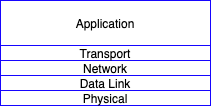 Application
Transport
Network
Data Link
Physical